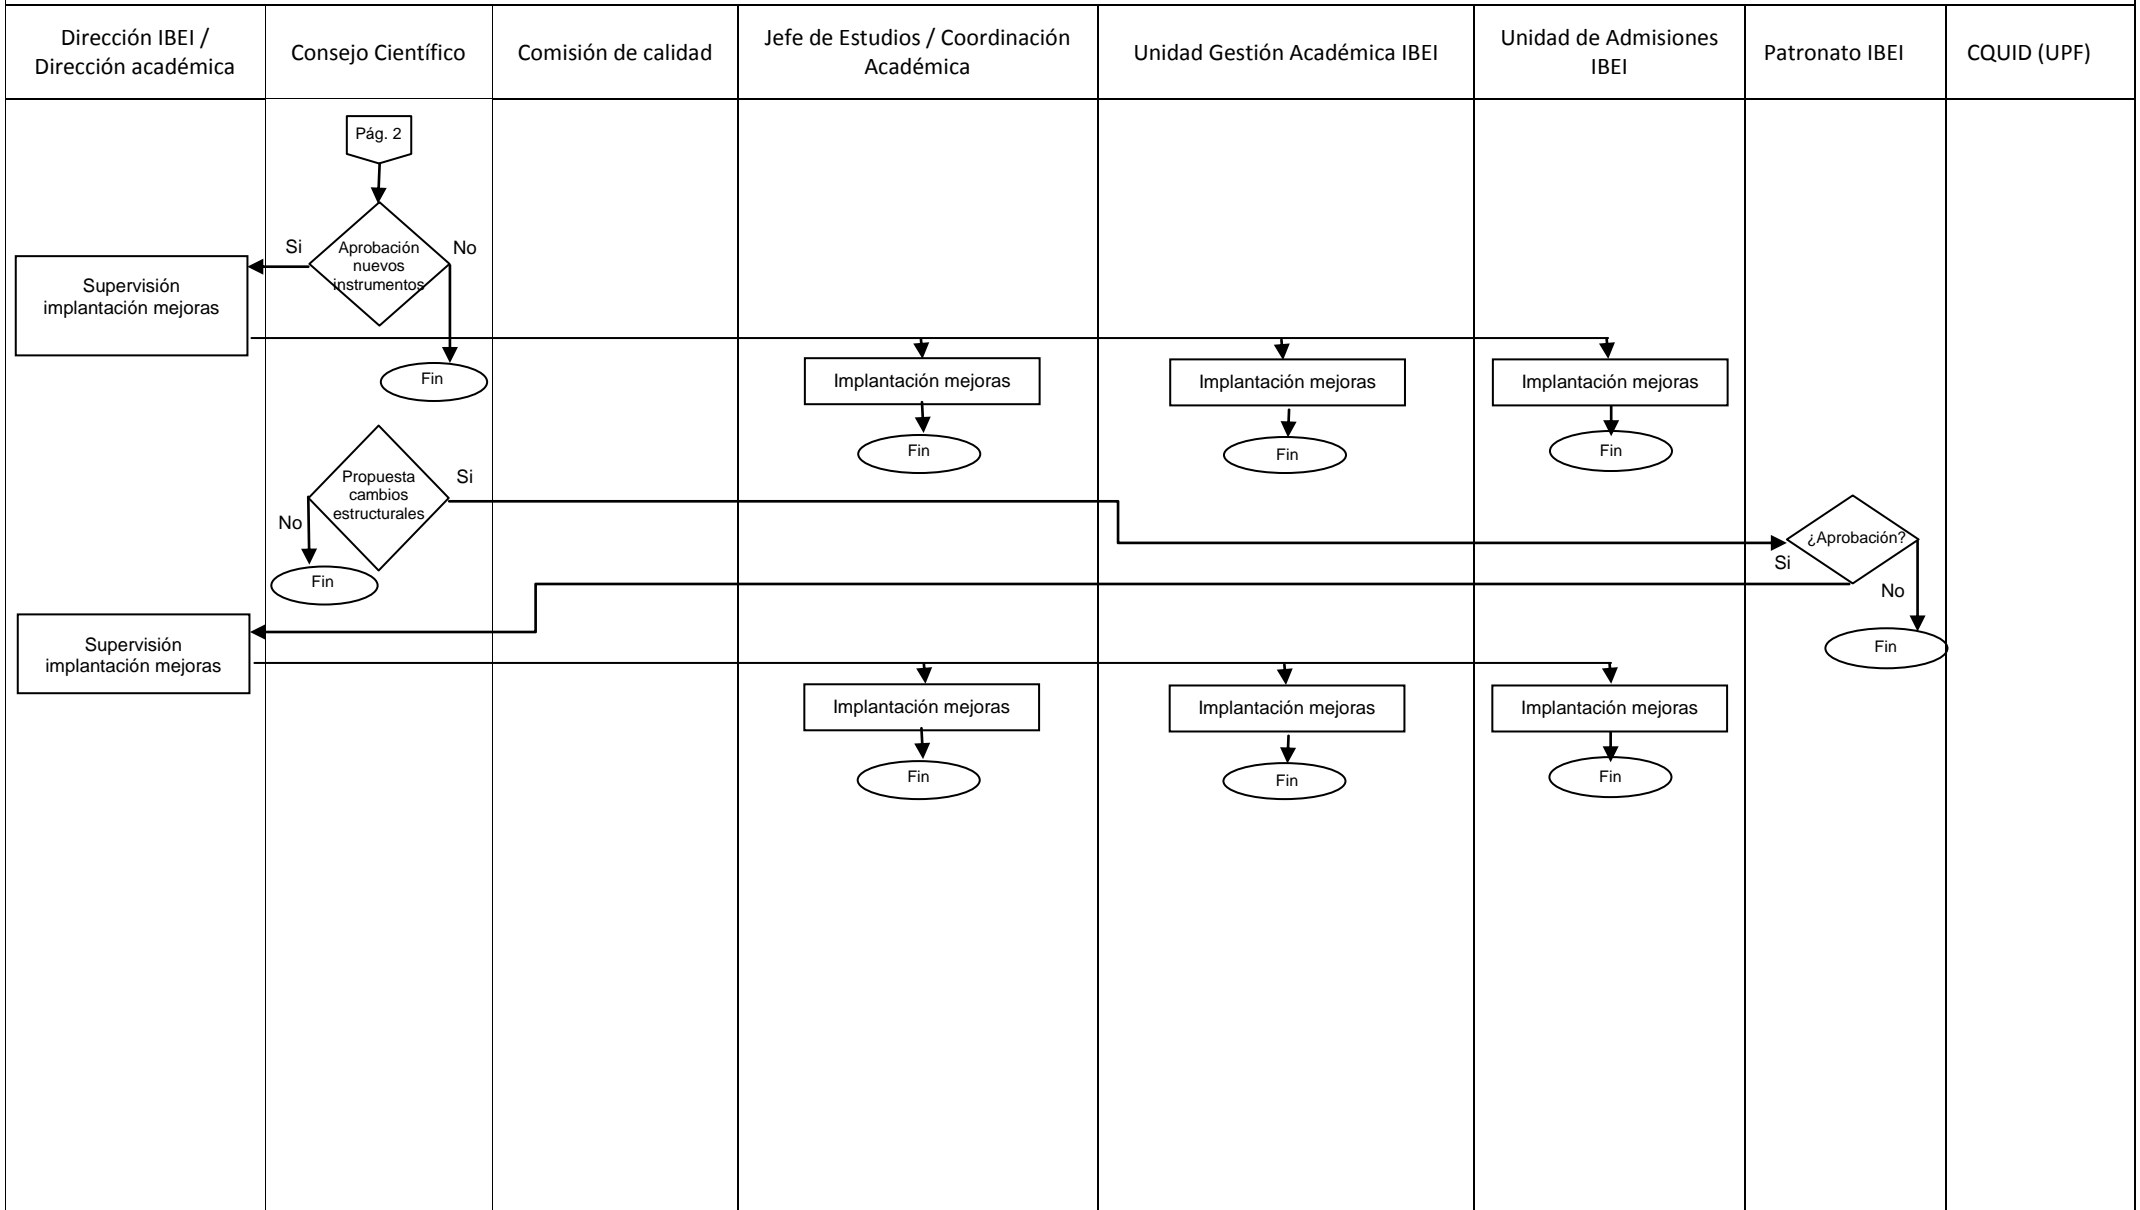 Dirección IBEI /
Dirección académica
Consejo Científico
Comisión de calidad
Jefe de Estudios / Coordinación
Académica
Unidad Gestión Académica IBEI
Unidad de Admisiones
IBEI
Patronato IBEI
CQUID (UPF)
Pág. 2
Si
Aprobación
nuevos
instrumentos
No
Supervisión
implantación mejoras
Fin
Implantación mejoras
Implantación mejoras
Implantación mejoras
Fin
Fin
Fin
Propuesta
cambios
estructurales
Si
No
Fin
¿Aprobación?
Si
No
Fin
Supervisión
implantación mejoras
Implantación mejoras
Implantación mejoras
Implantación mejoras
Fin
Fin
Fin